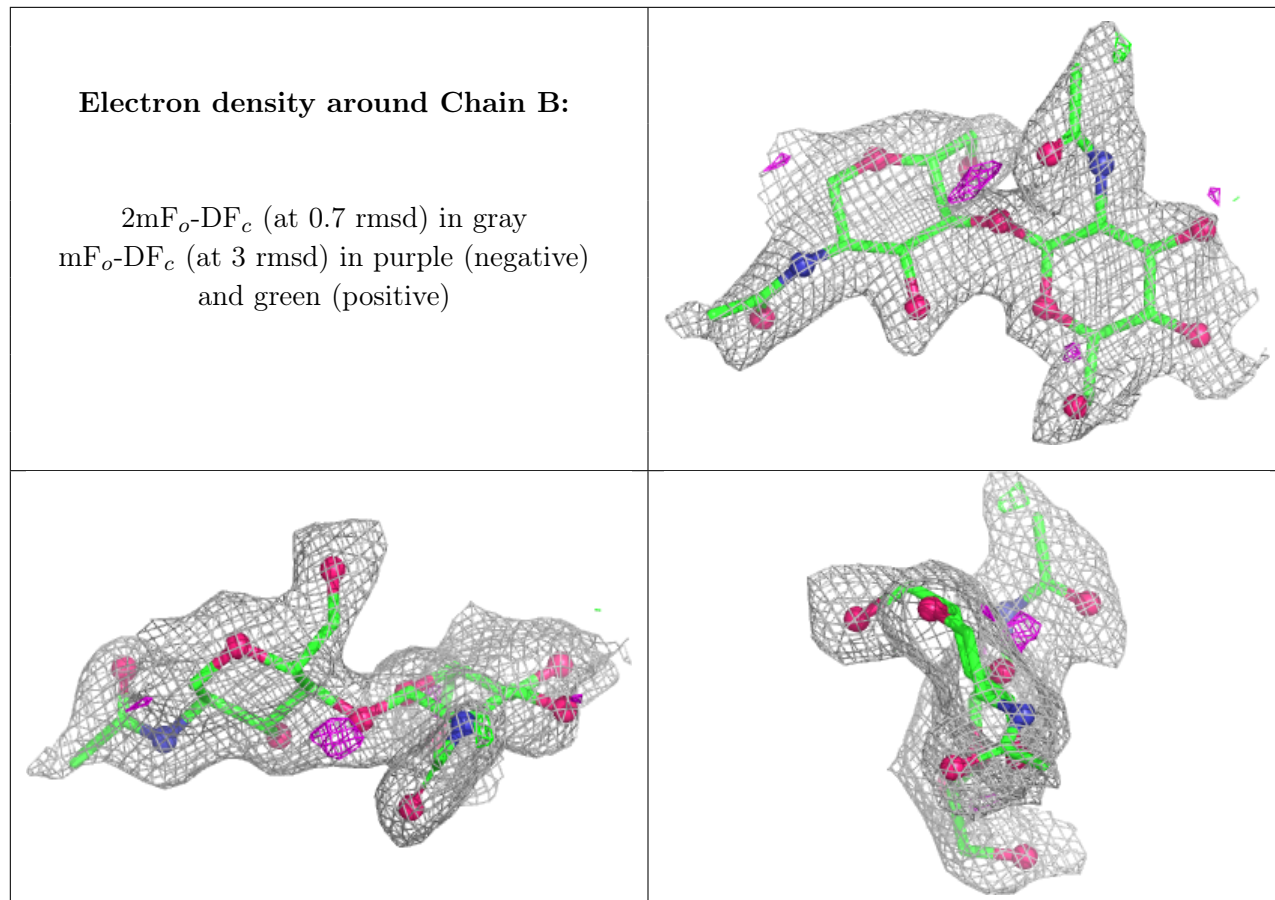 Electron density around Chain B:
2mFo-DFc (at 0.7 rmsd) in gray
mFo-DFc (at 3 rmsd) in purple (negative)
and green (positive)